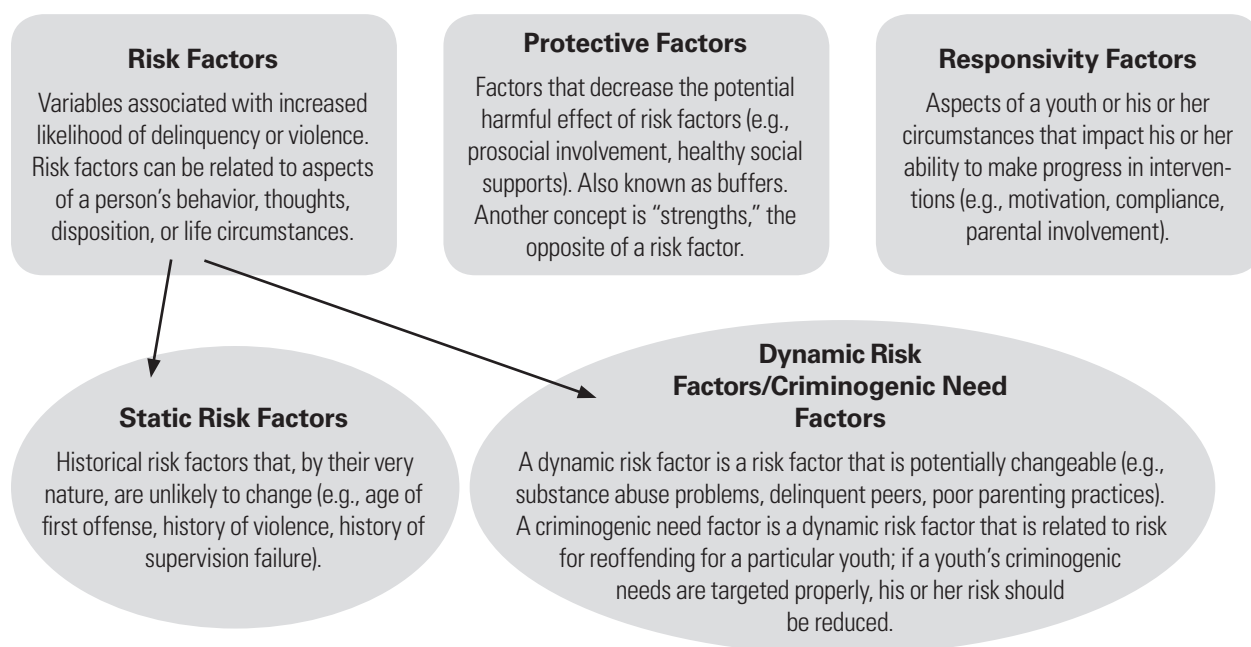 Risk Factors
Variables associated with increased
likelihood of delinquency or violence.
Risk factors can be related to aspects
of a person's behavior, thoughts,
disposition, or life circumstances.
Protective Factors
Factors that decrease the potential
harmful effect of risk factors (e.g.,
prosocial involvement, healthy social
supports). Also known as buffers.
Another concept is “strengths,” the
opposite of a risk factor.
Responsivity Factors
Aspects of a youth or his or her
circumstances that impact his or her
ability to make progress in interven-
tions (e.g., motivation, compliance,
parental involvement).
Static Risk Factors
Historical risk factors that, by their very
nature, are unlikely to change (e.g., age of
first offense, history of violence, history of
supervision failure).
Dynamic Risk
Factors/Criminogenic Need
Factors
A dynamic risk factor is a risk factor that is potentially changeable (e.g.,
substance abuse problems, delinquent peers, poor parenting practices).
A criminogenic need factor is a dynamic risk factor that is related to risk
for reoffending for a particular youth; if a youth's criminogenic
needs are targeted properly, his or her risk should
be reduced.